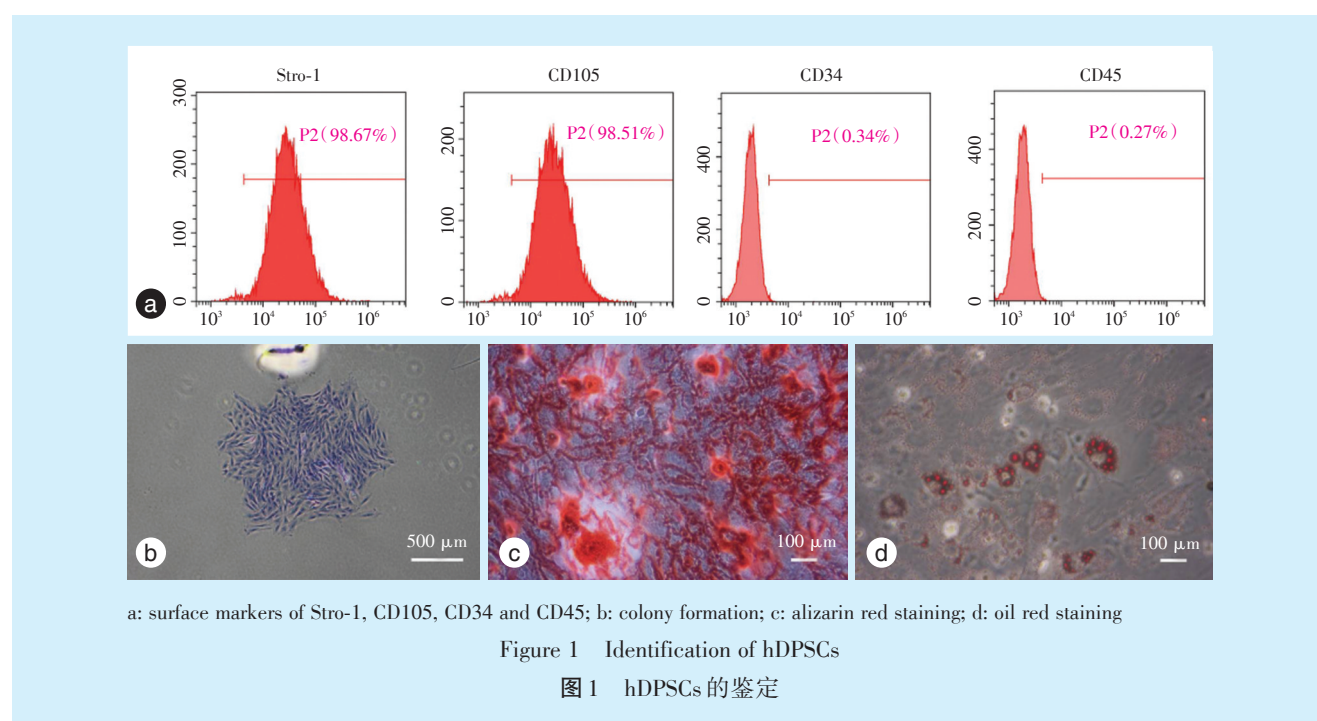 Stro-1 CD105 CD34 CD45
P2(98.67%) P2(98.51%) P2(0.34%) P2(0.27%)
300 200 100 0
200 100 0
400 200 0
400 200 0
10³ 10⁴ 10⁵ 10⁶ 10³ 10⁴ 10⁵ 10⁶ 10³ 10⁴ 10⁵ 10⁶ 10³ 10⁴ 10⁵ 10⁶
a
500 μm 100 μm 100 μm
b c d
a: surface markers of Stro-1, CD105, CD34 and CD45; b: colony formation; c: alizarin red staining; d: oil red staining
Figure 1 Identification of hDPSCs
图1 hDPSCs的鉴定